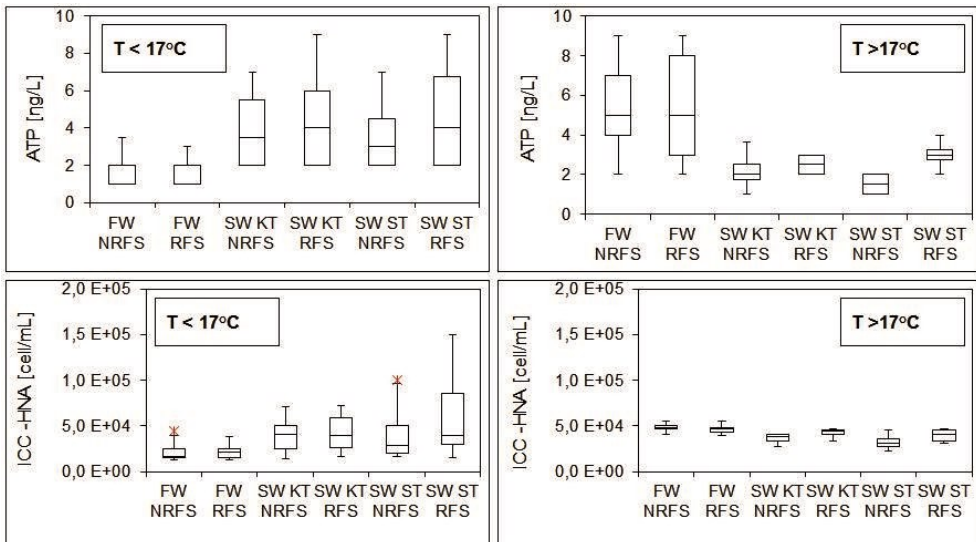 10
8
6
4
2
0
ATP [ηg/L]
T < 17ºC
FW FW SW KT SW KT SW ST SW ST
NRFS RFS NRFS RFS NRFS RFS
10
8
6
4
2
0
ATP [ηg/L]
T >17ºC
FW FW SW KT SW KT SW ST SW ST
NRFS RFS NRFS RFS NRFS RFS
2,0 E+05
1,5 E+05
1,0 E+05
5,0 E+04
0,0 E+00
ICC -HNA [cell/mL]
T < 17ºC
FW FW SW KT SW KT SW ST SW ST
NRFS RFS NRFS RFS NRFS RFS
2,0 E+05
1,5 E+05
1,0 E+05
5,0 E+04
0,0 E+00
ICC -HNA [cell/mL]
T >17ºC
FW FW SW KT SW KT SW ST SW ST
NRFS RFS NRFS RFS NRFS RFS